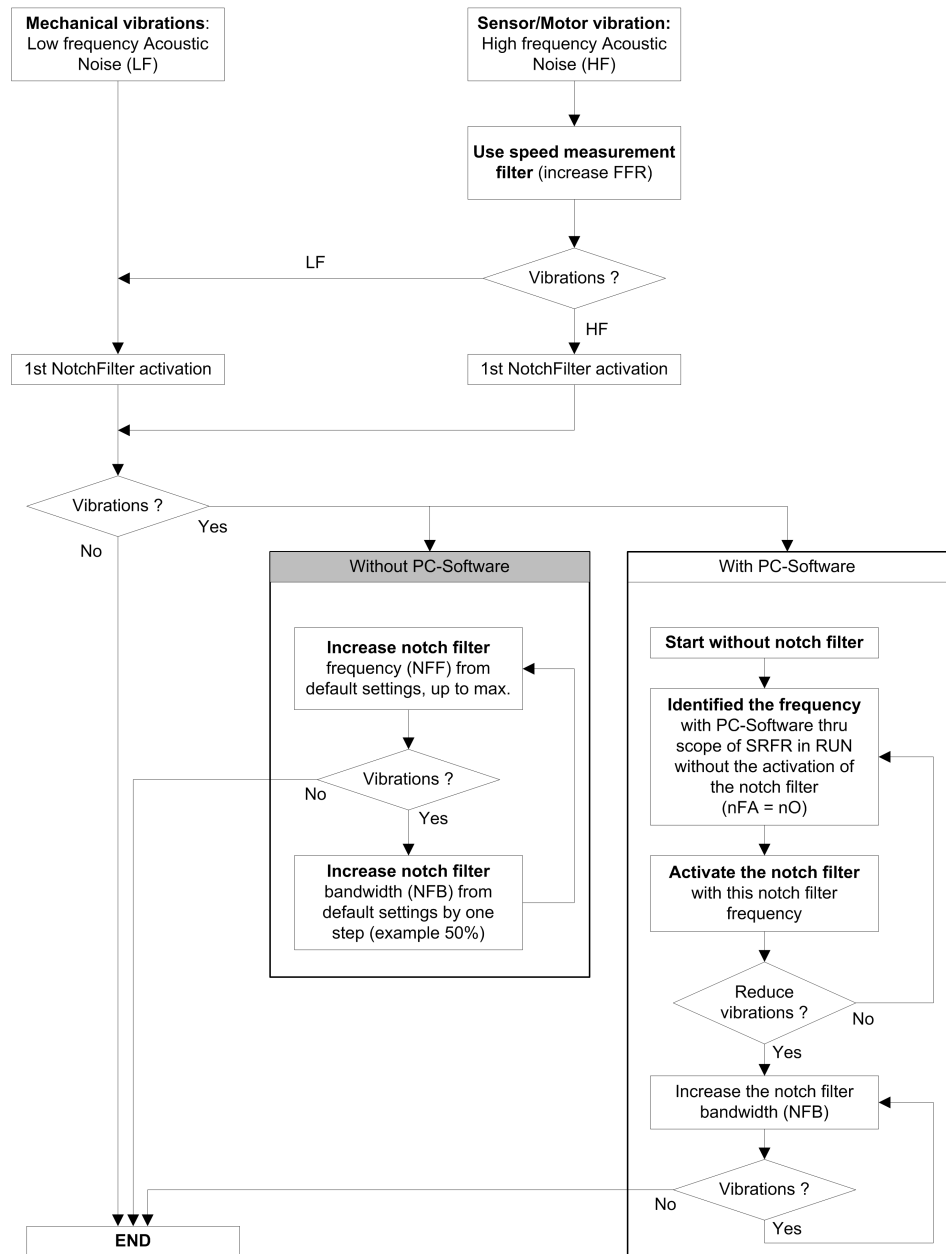 Mechanical vibrations:
Low frequency Acoustic
Noise (LF)
Sensor/Motor vibration:
High frequency Acoustic
Noise (HF)
Use speed measurement
filter (increase FFR)
LF
Vibrations ?
HF
1st NotchFilter activation
1st NotchFilter activation
Vibrations ?
Yes
No
Without PC-Software
Increase notch filter
frequency (NFF) from
default settings, up to max.
Vibrations ?
No
Yes
Increase notch filter
bandwidth (NFB) from
default settings by one
step (example 50%)
With PC-Software
Start without notch filter
Identified the frequency
with PC-Software thru
scope of SRFR in RUN
without the activation of
the notch filter
(nFA = nO)
Activate the notch filter
with this notch filter
frequency
Reduce
vibrations ?
No
Yes
Increase the notch filter
bandwidth (NFB)
Vibrations ?
No
Yes
END